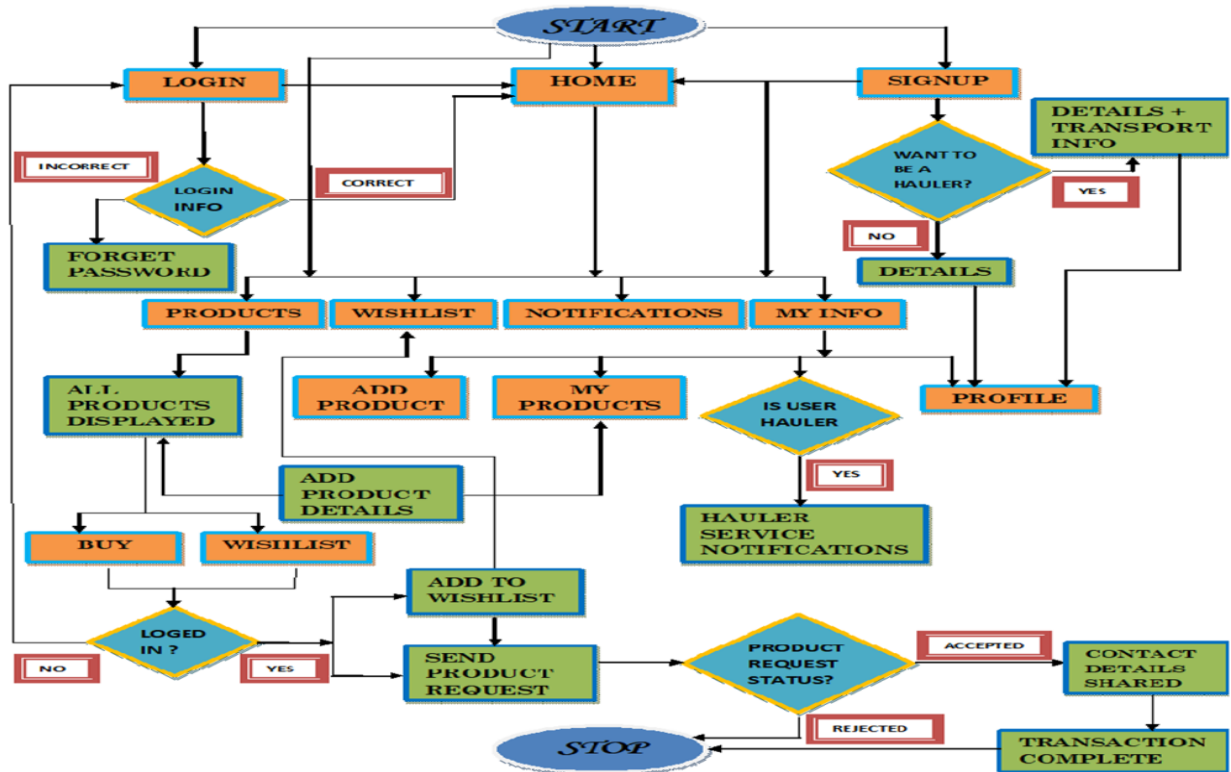 START
LOGIN
HOME
SIGNUP
DETAILS +
TRANSPORT
INFO
INCORRECT
CORRECT
LOGIN
INFO
WANT TO
BE A
HAULER?
YES
NO
FORGET
PASSWORD
DETAILS
PRODUCTS
WISHLIST
NOTIFICATIONS
MY INFO
ALL
PRODUCTS
DISPLAYED
ADD
PRODUCT
MY
PRODUCTS
IS USER
HAULER
PROFILE
YES
ADD
PRODUCT
DETAILS
HAULER
SERVICE
NOTIFICATIONS
BUY
WISHLIST
ADD TO
WISHLIST
LOGED
IN ?
NO
YES
SEND
PRODUCT
REQUEST
PRODUCT
REQUEST
STATUS?
ACCEPTED
CONTACT
DETAILS
SHARED
REJECTED
STOP
TRANSACTION
COMPLETE